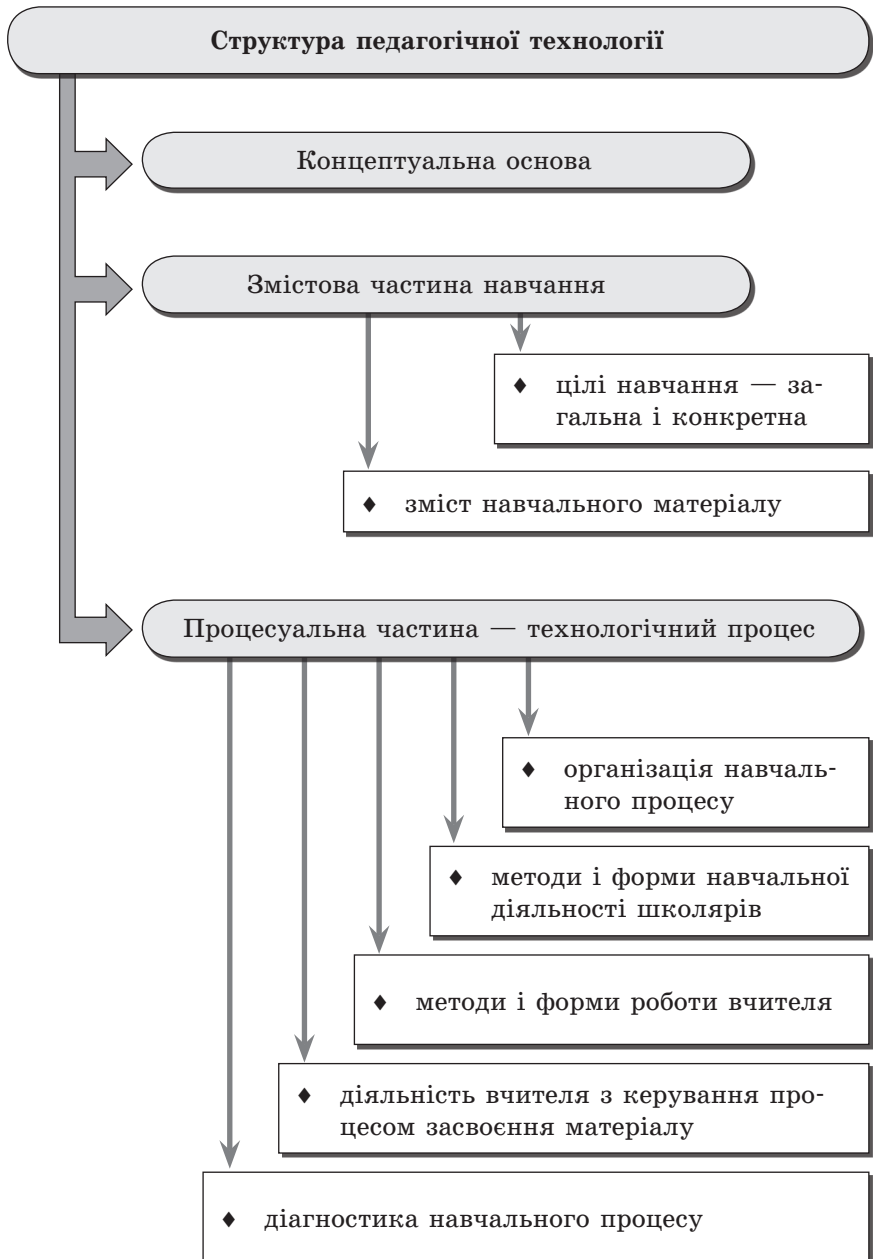 Структура педагогічної технології
Концептуальна основа
Змістова частина навчання
♦ цілі навчання — за-
гальна і конкретна
♦ зміст навчального матеріалу
Процесуальна частина — технологічний процес
♦ організація навчаль-
ного процесу
♦ методи і форми навчальної
діяльності школярів
♦ методи і форми роботи вчителя
♦ діяльність вчителя з керування про-
цесом засвоєння матеріалу
♦ діагностика навчального процесу